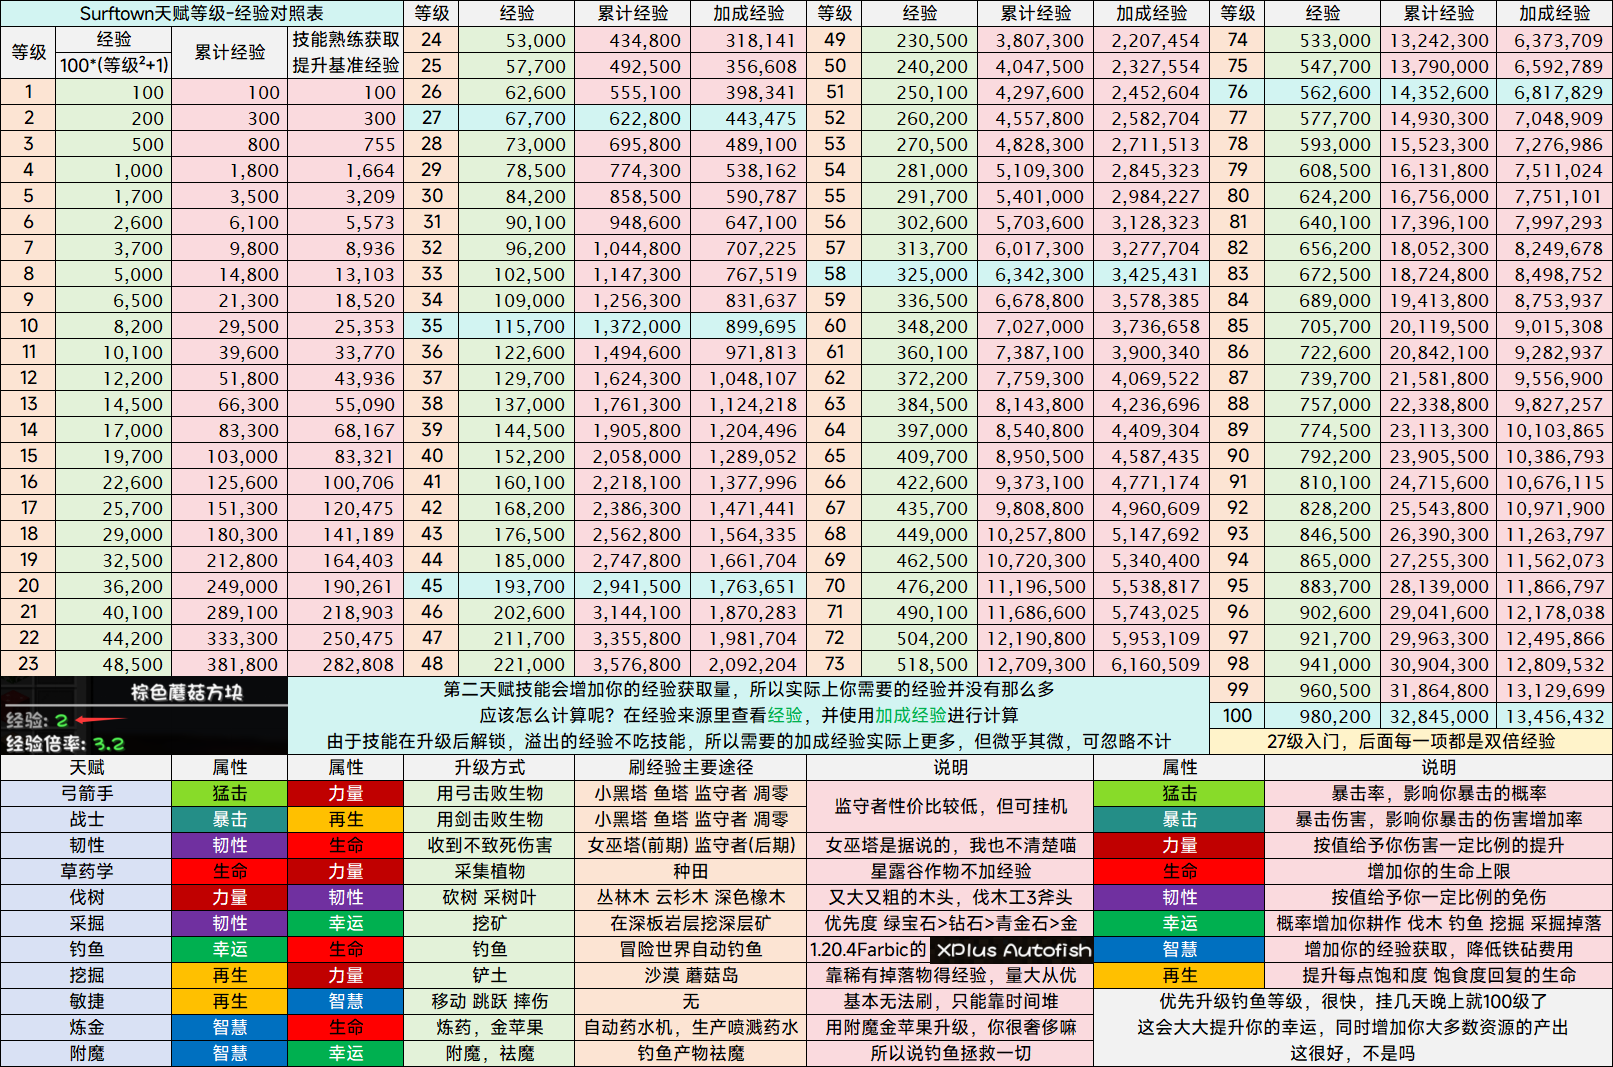 Surftown天赋等级-经验对照表 等级 经验 累计经验 加成经验 等级 经验 累计经验 加成经验 等级 经验 累计经验 加成经验
等级 经验 累计经验 技能熟练获取 24 53,000 434,800 318,141 49 230,500 3,807,300 2,207,454 74 533,000 13,242,300 6,373,709
100*(等级²+1) 提升基准经验 25 57,700 492,500 356,608 50 240,200 4,047,500 2,327,554 75 547,700 13,790,000 6,592,789
1 100 100 100 26 62,600 555,100 398,341 51 250,100 4,297,600 2,452,604 76 562,600 14,352,600 6,817,829
2 200 300 300 27 67,700 622,800 443,475 52 260,200 4,557,800 2,582,704 77 577,700 14,930,300 7,048,909
3 500 800 755 28 73,000 695,800 489,100 53 270,500 4,828,300 2,711,513 78 593,000 15,523,300 7,276,986
4 1,000 1,800 1,664 29 78,500 774,300 538,162 54 281,000 5,109,300 2,845,323 79 608,500 16,131,800 7,511,024
5 1,700 3,500 3,209 30 84,200 858,500 590,787 55 291,700 5,401,000 2,984,227 80 624,200 16,756,000 7,751,101
6 2,600 6,100 5,573 31 90,100 948,600 647,100 56 302,600 5,703,600 3,128,323 81 640,100 17,396,100 7,997,293
7 3,700 9,800 8,936 32 96,200 1,044,800 707,225 57 313,700 6,017,300 3,277,704 82 656,200 18,052,300 8,249,678
8 5,000 14,800 13,103 33 102,500 1,147,300 767,519 58 325,000 6,342,300 3,425,431 83 672,500 18,724,800 8,498,752
9 6,500 21,300 18,520 34 109,000 1,256,300 831,637 59 336,500 6,678,800 3,578,385 84 689,000 19,413,800 8,753,937
10 8,200 29,500 25,353 35 115,700 1,372,000 899,695 60 348,200 7,027,000 3,736,658 85 705,700 20,119,500 9,015,308
11 10,100 39,600 33,770 36 122,600 1,494,600 971,813 61 360,100 7,387,100 3,900,340 86 722,600 20,842,100 9,282,937
12 12,200 51,800 43,936 37 129,700 1,624,300 1,048,107 62 372,200 7,759,300 4,069,522 87 739,700 21,581,800 9,556,900
13 14,500 66,300 55,090 38 137,000 1,761,300 1,124,218 63 384,500 8,143,800 4,236,696 88 757,000 22,338,800 9,827,257
14 17,000 83,300 68,167 39 144,500 1,905,800 1,204,496 64 397,000 8,540,800 4,409,304 89 774,500 23,113,300 10,103,865
15 19,700 103,000 83,321 40 152,200 2,058,000 1,289,052 65 409,700 8,950,500 4,587,435 90 792,200 23,905,500 10,386,793
16 22,600 125,600 100,706 41 160,100 2,218,100 1,377,996 66 422,600 9,373,100 4,771,174 91 810,100 24,715,600 10,676,115
17 25,700 151,300 120,475 42 168,200 2,386,300 1,471,441 67 435,700 9,808,800 4,960,609 92 828,200 25,543,800 10,971,900
18 29,000 180,300 141,189 43 176,500 2,562,800 1,564,335 68 449,000 10,257,800 5,147,692 93 846,500 26,390,300 11,263,797
19 32,500 212,800 164,403 44 185,000 2,747,800 1,661,704 69 462,500 10,720,300 5,340,400 94 865,000 27,255,300 11,562,073
20 36,200 249,000 190,261 45 193,700 2,941,500 1,763,651 70 476,200 11,196,500 5,538,817 95 883,700 28,139,000 11,866,797
21 40,100 289,100 218,903 46 202,600 3,144,100 1,870,283 71 490,100 11,686,600 5,743,025 96 902,600 29,041,600 12,178,038
22 44,200 333,300 250,475 47 211,700 3,355,800 1,981,704 72 504,200 12,190,800 5,953,109 97 921,700 29,963,300 12,495,866
23 48,500 381,800 282,808 48 221,000 3,576,800 2,092,204 73 518,500 12,709,300 6,160,509 98 941,000 30,904,300 12,809,532
棕色蘑菇方块 第二天赋技能会增加你的经验获取量，所以实际上你需要的经验并没有那么多 99 960,500 31,864,800 13,129,699
经验: 2 应该怎么计算呢？在经验来源里查看经验，并使用加成经验进行计算 100 980,200 32,845,000 13,456,432
经验倍率: 3.2 由于技能在升级后解锁，溢出的经验不吃技能，所以需要的加成经验实际上更多，但微乎其微，可忽略不计 27级入门，后面每一项都是双倍经验
天赋 属性 属性 升级方式 刷经验主要途径 说明 属性 说明
弓箭手 猛击 力量 用弓击败生物 小黑塔 鱼塔 监守者 凋零 监守者性价比较低，但可挂机 猛击 暴击率，影响你暴击的概率
战士 暴击 再生 用剑击败生物 小黑塔 鱼塔 监守者 凋零 暴击 暴击伤害，影响你暴击的伤害增加率
韧性 韧性 生命 收到不致死伤害 女巫塔(前期) 监守者(后期) 女巫塔是据说的，我也不清楚喵 力量 按值给予你伤害一定比例的提升
草药学 生命 力量 采集植物 种田 星露谷作物不加经验 生命 增加你的生命上限
伐树 力量 韧性 砍树 采树叶 丛林木 云杉木 深色橡木 又大又粗的木头，伐木工3斧头 韧性 按值给予你一定比例的免伤
采掘 韧性 幸运 挖矿 在深板岩层挖深层矿 优先度 绿宝石>钻石>青金石>金 幸运 概率增加你耕作 伐木 钓鱼 挖掘 采掘掉落
钓鱼 幸运 生命 钓鱼 冒险世界自动钓鱼 1.20.4Farbic的 XPlus Autofish 智慧 增加你的经验获取，降低铁砧费用
挖掘 再生 力量 铲土 沙漠 蘑菇岛 靠稀有掉落物得经验，量大从优 再生 提升每点饱和度 饱食度回复的生命
敏捷 再生 智慧 移动 跳跃 摔伤 无 基本无法刷，只能靠时间堆 优先升级钓鱼等级，很快，挂几天晚上就100级了
炼金 智慧 生命 炼药，金苹果 自动药水机，生产喷溅药水 用附魔金苹果升级，你很奢侈嘛 这会大大提升你的幸运，同时增加你大多数资源的产出
附魔 智慧 幸运 附魔，祛魔 钓鱼产物祛魔 所以说钓鱼拯救一切 这很好，不是吗